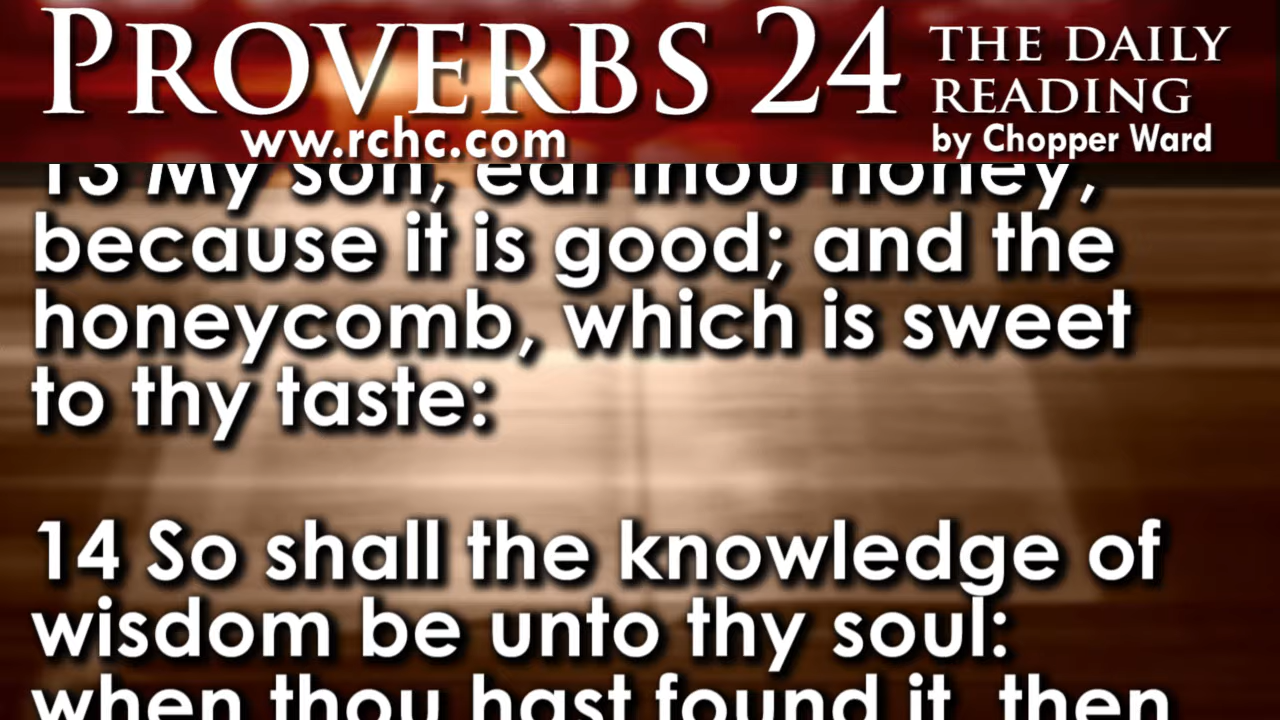 PROVERBS 24
THE DAILY
READING
ww.rchc.com
by Chopper Ward
13 My son, eat thou honey,
because it is good; and the
honeycomb, which is sweet
to thy taste:
14 So shall the knowledge of
wisdom be unto thy soul:
when thou hast found it, then